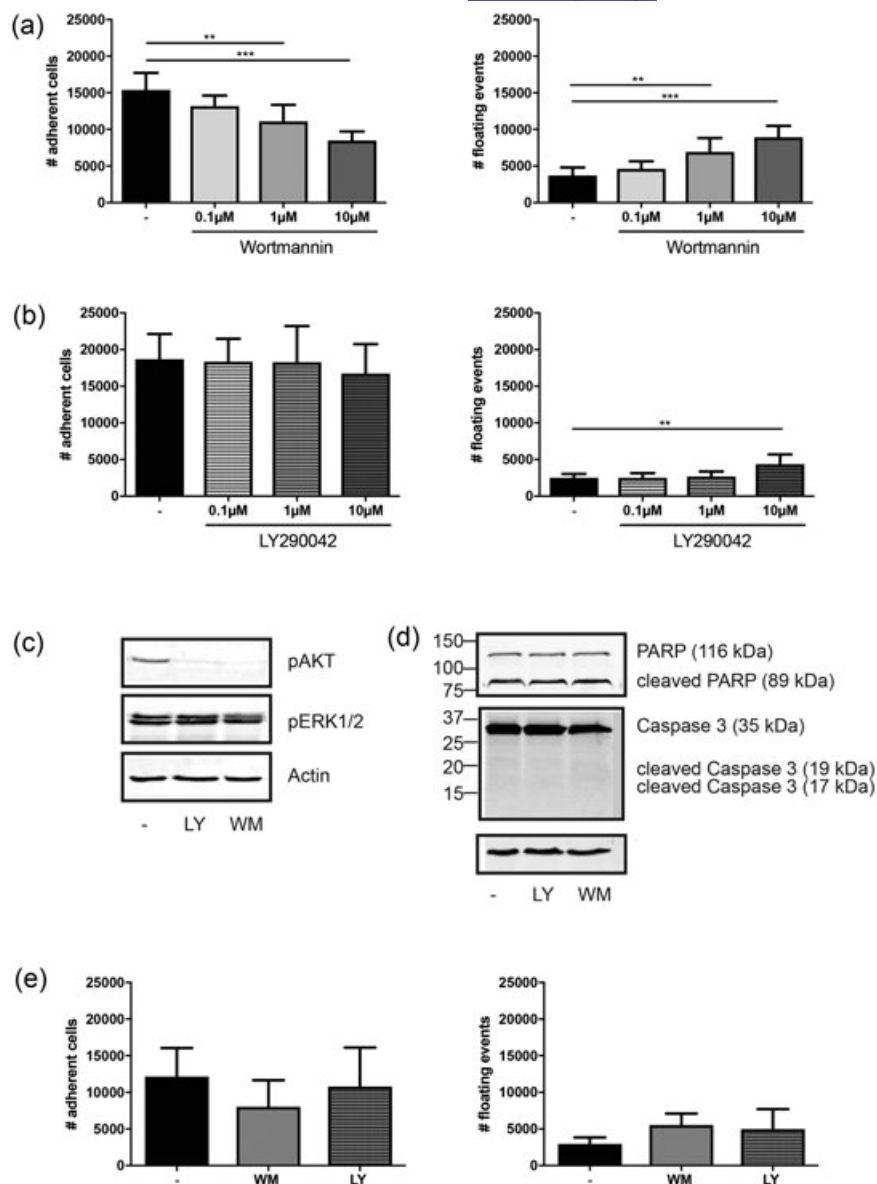 (a)
# adherent cells
25000
20000
15000
10000
5000
0
**
***
- 0.1µM 1µM 10µM
Wortmannin
# floating events
25000
20000
15000
10000
5000
0
**
***
- 0.1µM 1µM 10µM
Wortmannin
(b)
# adherent cells
25000
20000
15000
10000
5000
0
- 0.1µM 1µM 10µM
LY290042
# floating events
25000
20000
15000
10000
5000
0
**
- 0.1µM 1µM 10µM
LY290042
(c)
pAKT
pERK1/2
Actin
- LY WM
(d)
150
100
75
PARP (116 kDa)
cleaved PARP (89 kDa)
37
25
20
15
Caspase 3 (35 kDa)
cleaved Caspase 3 (19 kDa)
cleaved Caspase 3 (17 kDa)
- LY WM
(e)
# adherent cells
25000
20000
15000
10000
5000
0
- WM LY
# floating events
25000
20000
15000
10000
5000
0
- WM LY